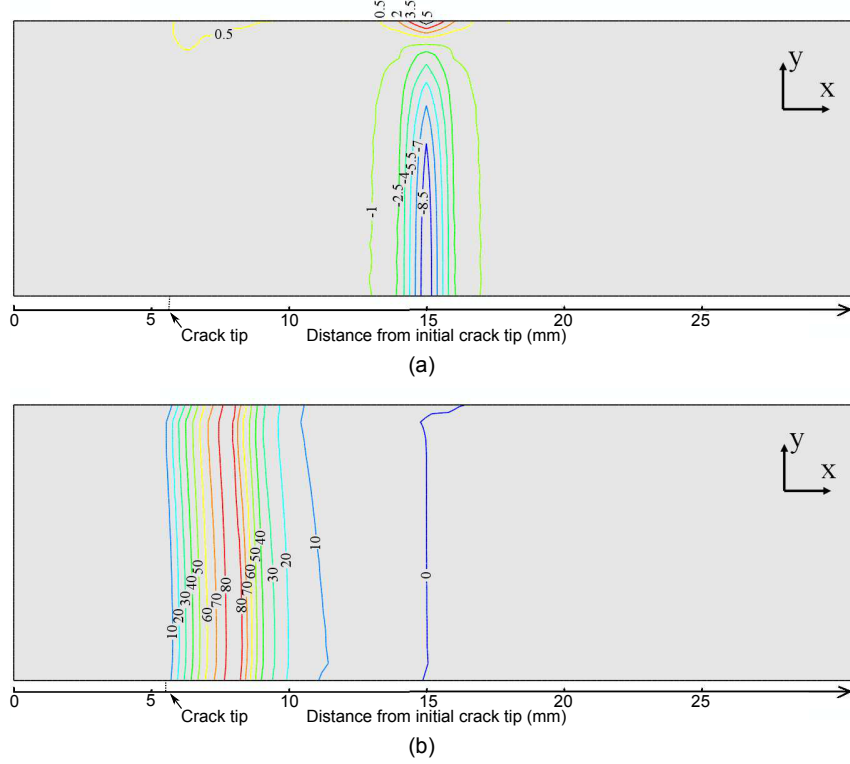 0.5 2 3.5 5
0.5
y
x
-1 -2.5 -4 -5.5 -7 -8.5
0 5 10 15 20 25
Crack tip Distance from initial crack tip (mm)
(a)
y
x
10 20 30 40 50 60 70 80 80 70 60 50 40 30 20 10 0
0 5 10 15 20 25
Crack tip Distance from initial crack tip (mm)
(b)